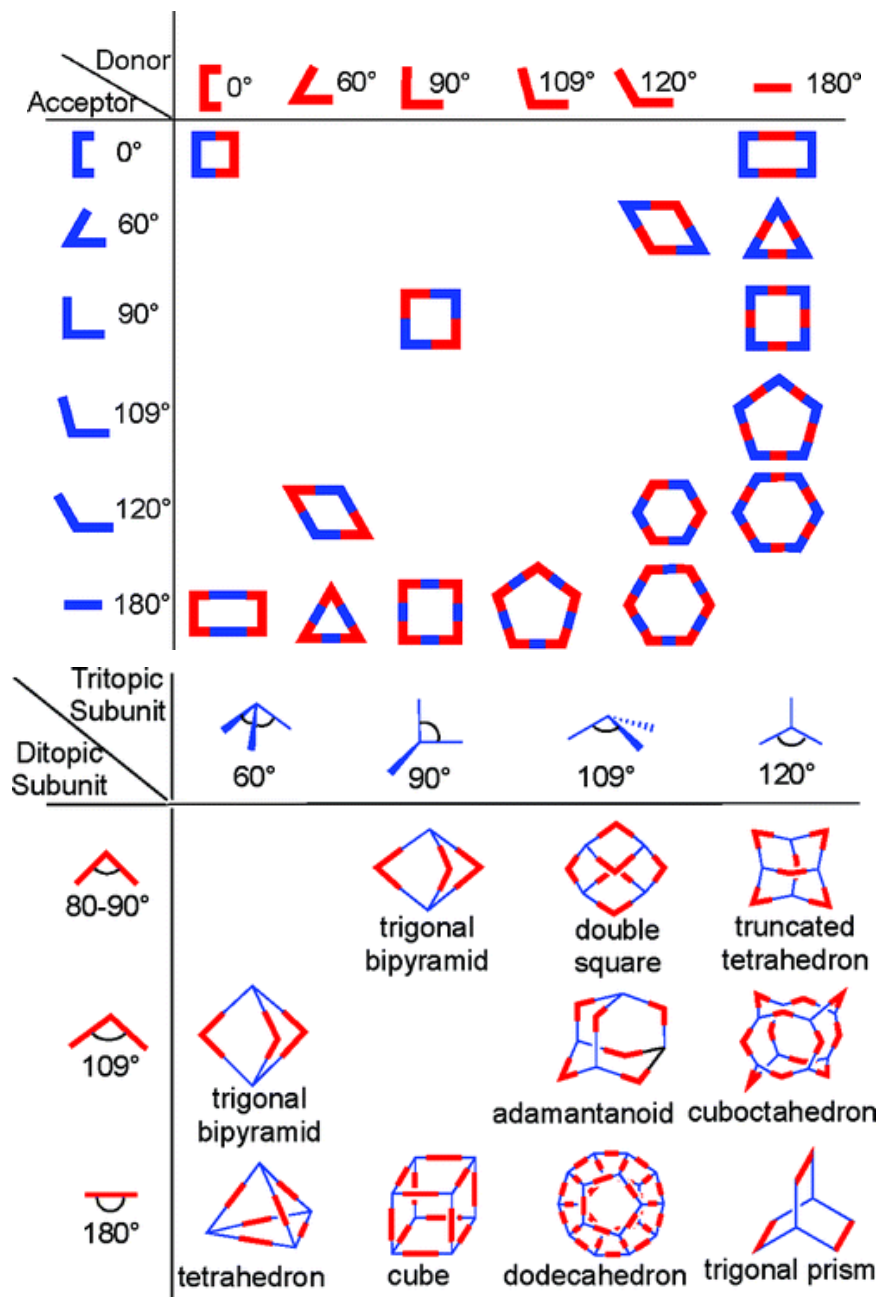 Donor
Acceptor
0° 60° 90° 109° 120° 180°
0°
60°
90°
109°
120°
180°
Tritopic
Subunit
Ditopic
Subunit
60° 90° 109° 120°
80-90°
trigonal
bipyramid
double
square
truncated
tetrahedron
109°
trigonal
bipyramid
adamantanoid
cuboctahedron
180°
tetrahedron
cube
dodecahedron
trigonal prism